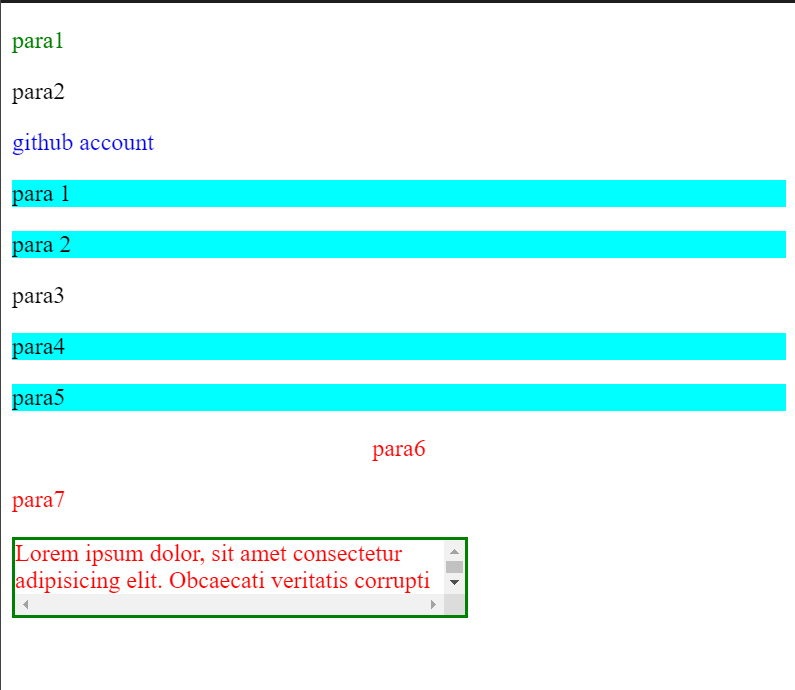 para1
para2
github account
para 1
para 2
para3
para4
para5
para6
para7
Lorem ipsum dolor, sit amet consectetur
adipisicing elit. Obcaecati veritatis corrupti